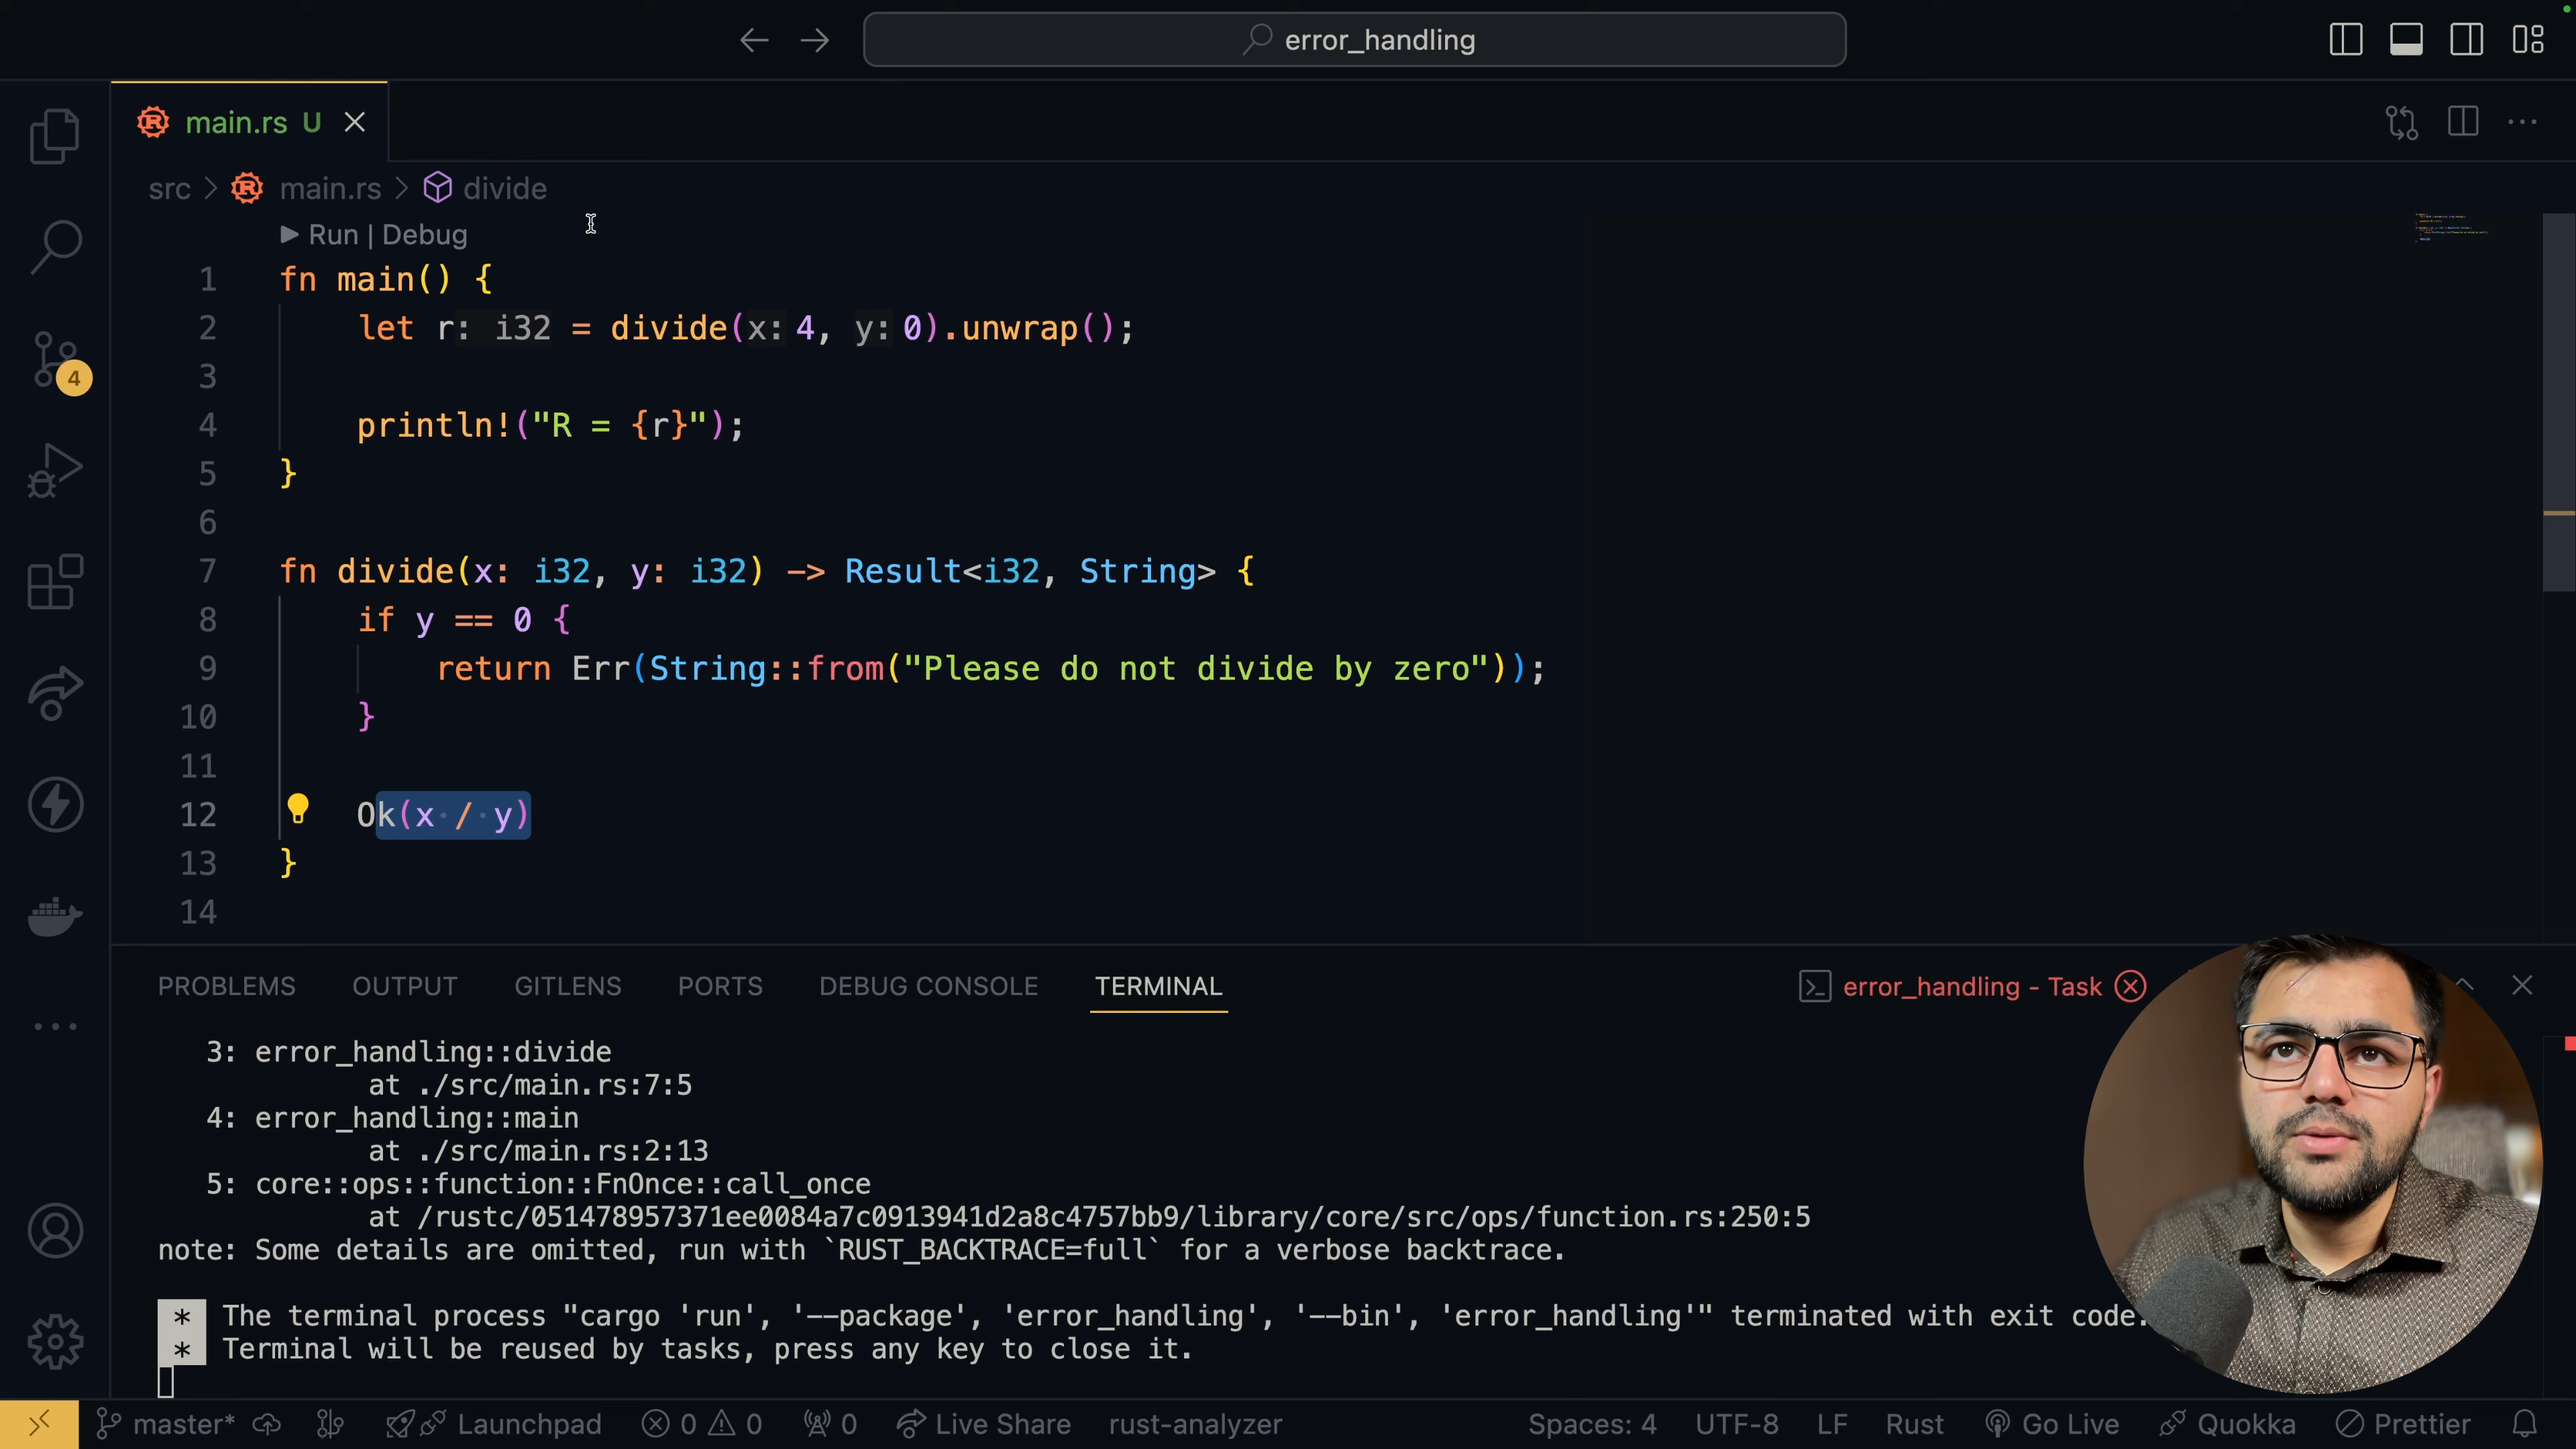 error_handling
main.rs U
src > main.rs > divide
Run | Debug
1 fn main() {
2 let r: i32 = divide(x: 4, y: 0).unwrap();
3
4 println!("R = {r}");
5 }
6
7 fn divide(x: i32, y: i32) -> Result<i32, String> {
8 if y == 0 {
9 return Err(String::from("Please do not divide by zero"));
10 }
11
12 Ok(x / y)
13 }
14
4
PROBLEMS OUTPUT GITLENS PORTS DEBUG CONSOLE TERMINAL error_handling - Task
3: error_handling::divide
at ./src/main.rs:7:5
4: error_handling::main
at ./src/main.rs:2:13
5: core::ops::function::FnOnce::call_once
at /rustc/051478957371ee0084a7c0913941d2a8c4757bb9/library/core/src/ops/function.rs:250:5
note: Some details are omitted, run with `RUST_BACKTRACE=full` for a verbose backtrace.
* The terminal process "cargo 'run', '--package', 'error_handling', '--bin', 'error_handling'" terminated with exit code:
* Terminal will be reused by tasks, press any key to close it.
master* Launchpad 0 0 0 Live Share rust-analyzer Spaces: 4 UTF-8 LF Rust Go Live Quokka Prettier